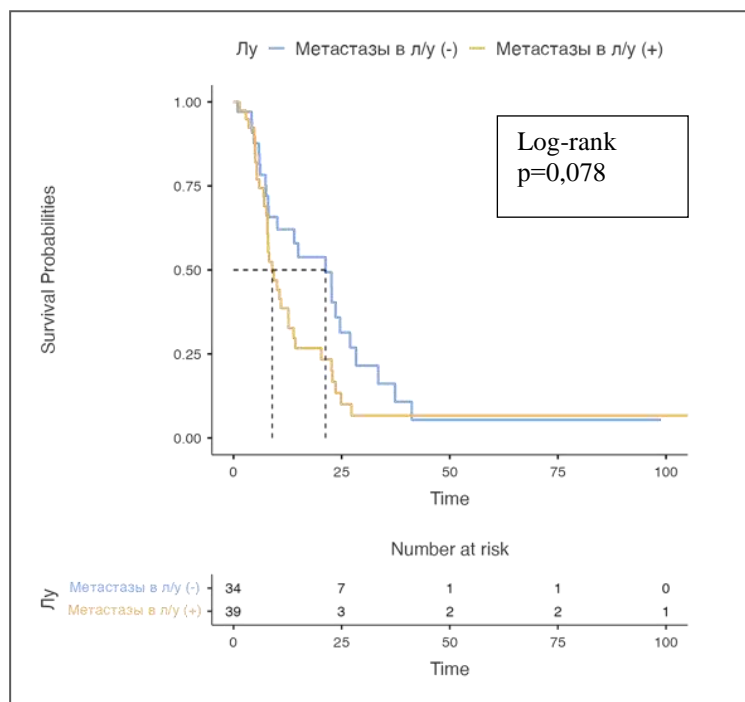 Лу Метастазы в л/у (-) Метастазы в л/у (+)
Log-rank
p=0,078
Survival Probabilities
1.00
0.75
0.50
0.25
0.00
0 25 50 75 100
Time
Number at risk
Лу
Метастазы в л/у (-) 34 7 1 1 0
Метастазы в л/у (+) 39 3 2 2 1
0 25 50 75 100
Time